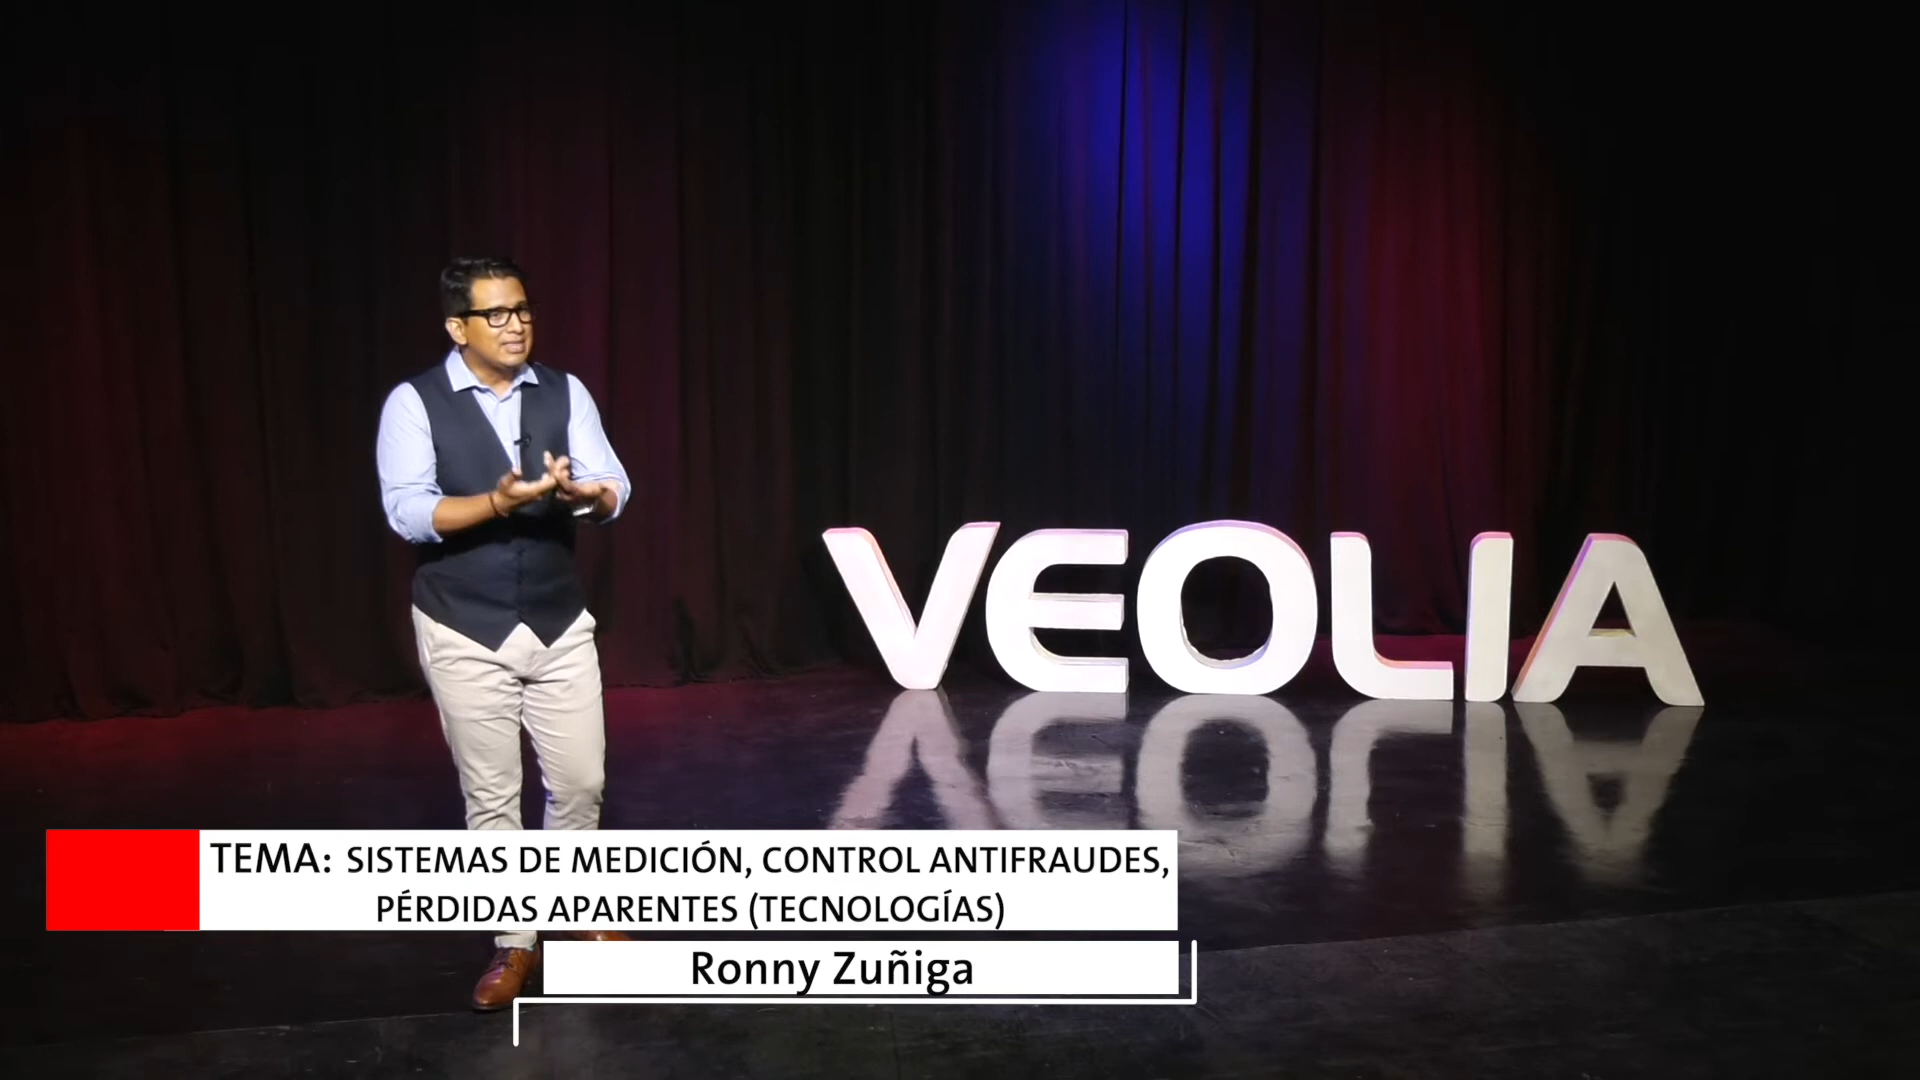 VEOLIA
TEMA: SISTEMAS DE MEDICIÓN, CONTROL ANTIFRAUDES,
PÉRDIDAS APARENTES (TECNOLOGÍAS)
Ronny Zuñiga